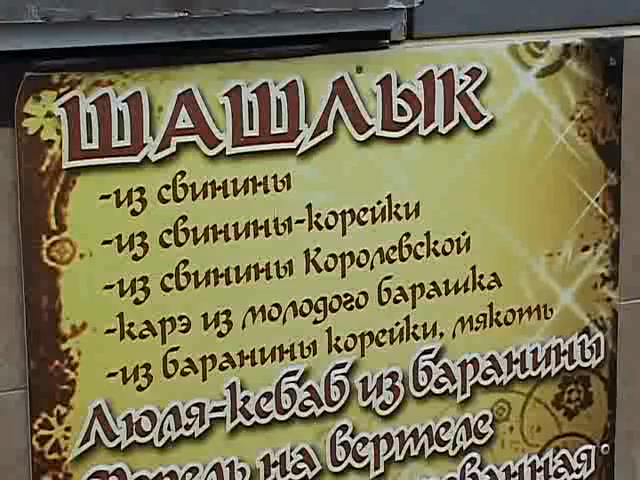 ШАШЛЫК
-из свинины
-из свинины-корейки
-из свинины Королевской
-карэ из молодого барашка
-из баранины корейки, мякоть
Люля-кебаб из баранины
Форель на вертеле